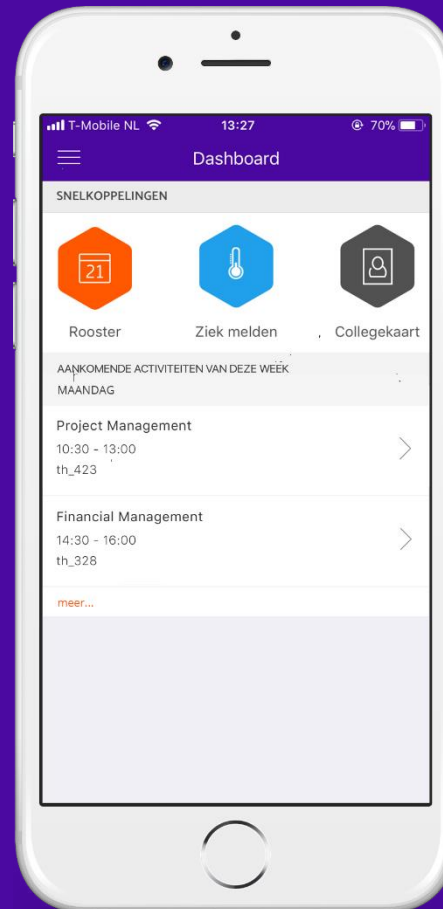 T-Mobile NL 13:27 70%
Dashboard
SNELKOPPELINGEN
21
Rooster Ziek melden Collegekaart
AANKOMENDE ACTIVITEITEN VAN DEZE WEEK
MAANDAG
Project Management
10:30 - 13:00
th_423
Financial Management
14:30 - 16:00
th_328
meer...